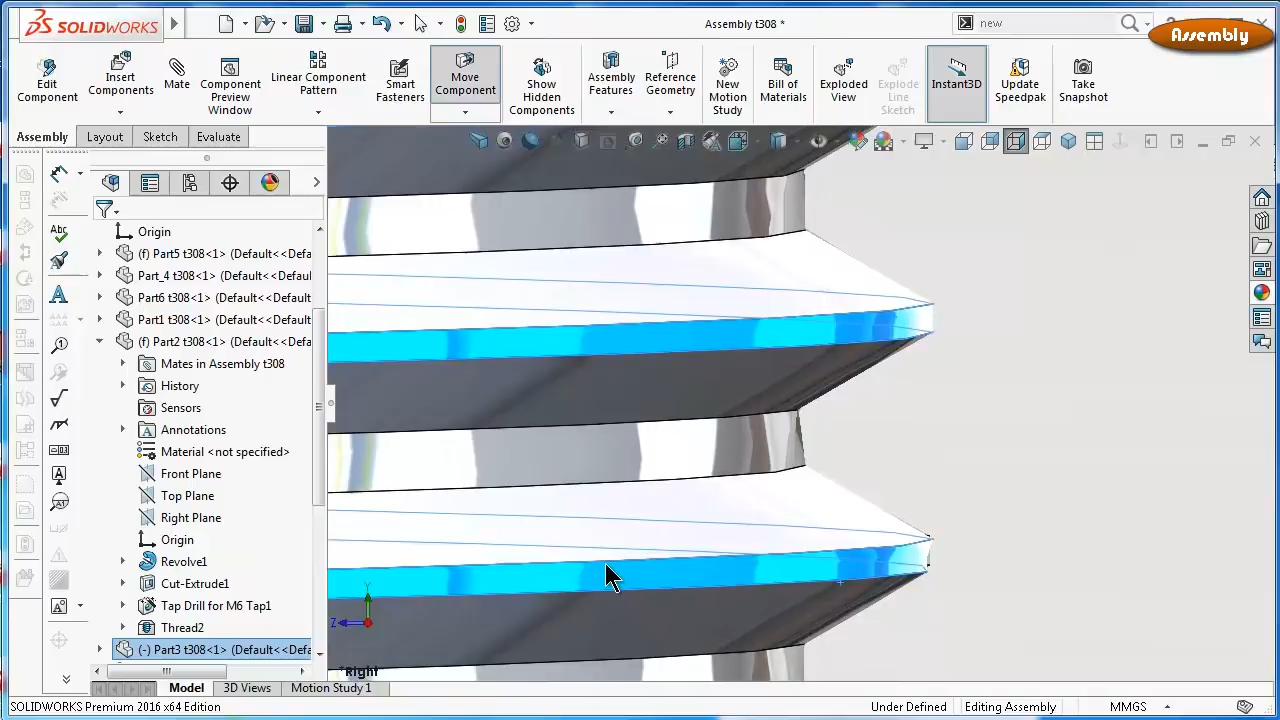 SOLIDWORKS
Assembly t308 *
new
Assembly
Edit Component
Insert Components
Mate
Component Preview Window
Linear Component Pattern
Smart Fasteners
Move Component
Show Hidden Components
Assembly Features
Reference Geometry
New Motion Study
Bill of Materials
Exploded View
Explode Line Sketch
Instant3D
Update Speedpak
Take Snapshot
Assembly
Layout
Sketch
Evaluate
Origin
(f) Part5 t308<1> (Default<<Def
Part_4 t308<1> (Default<<Defau
Part6 t308<1> (Default<<Default
Part1 t308<1> (Default<<Default
(f) Part2 t308<1> (Default<<Def
Mates in Assembly t308
History
Sensors
Annotations
Material <not specified>
Front Plane
Top Plane
Right Plane
Origin
Revolve1
Cut-Extrude1
Tap Drill for M6 Tap1
Thread2
(-) Part3 t308<1> (Default<<Defa
Abc
A
Y
Z
*Right
Model
3D Views
Motion Study 1
SOLIDWORKS Premium 2016 x64 Edition
Under Defined
Editing Assembly
MMGS